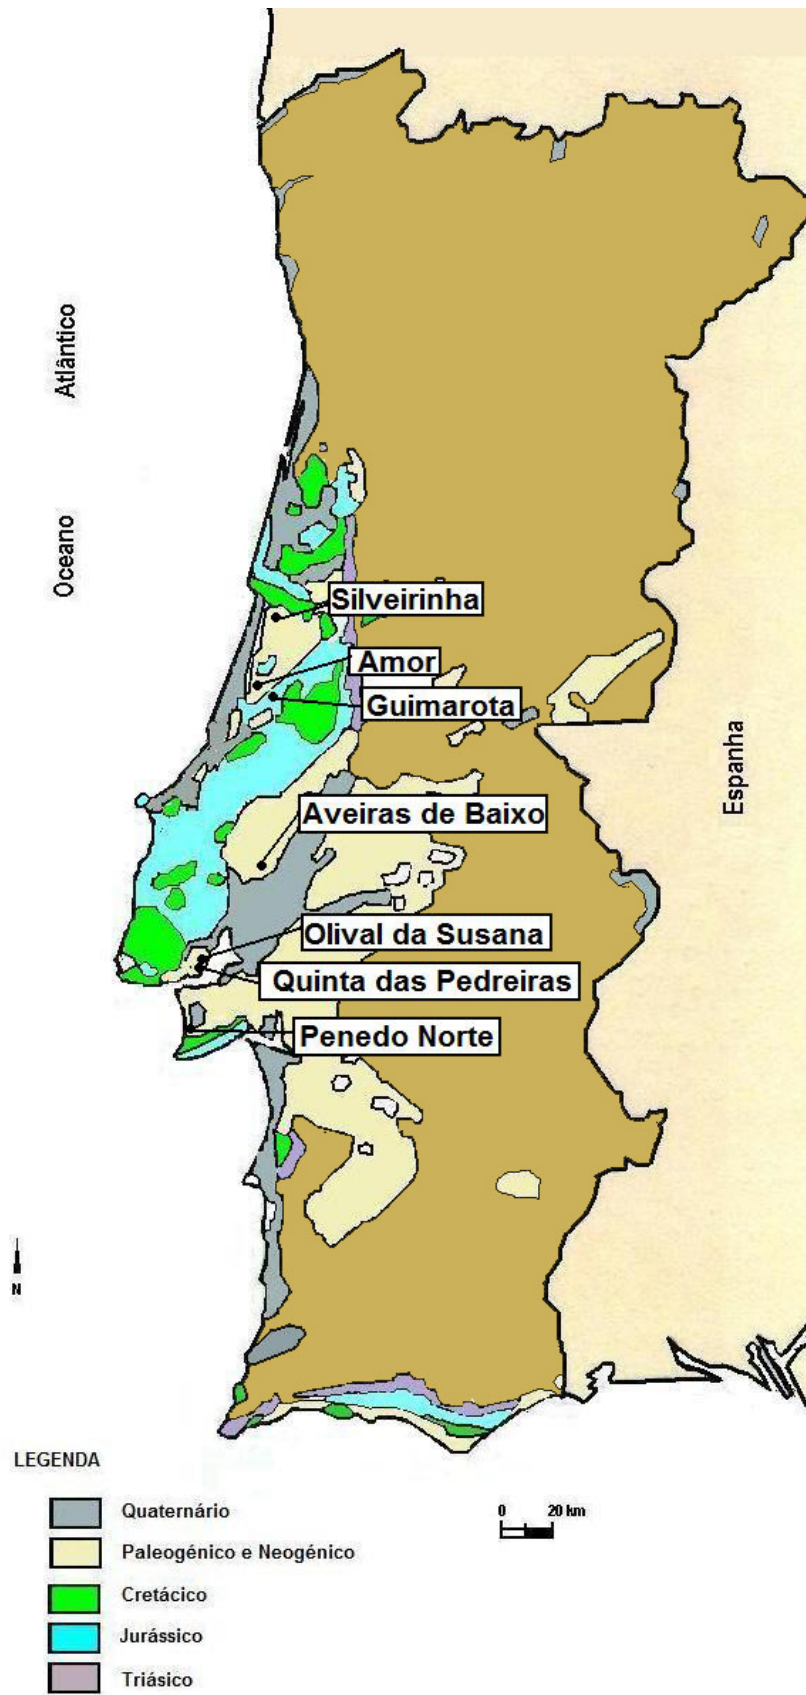 Atlântico
Oceano
Silveirinha
Amor
Guimarota
Espanha
Aveiras de Baixo
Olival da Susana
Quinta das Pedreiras
Penedo Norte
N
LEGENDA
0 20 km
Quaternário
Paleogénico e Neogénico
Cretácico
Jurássico
Triásico